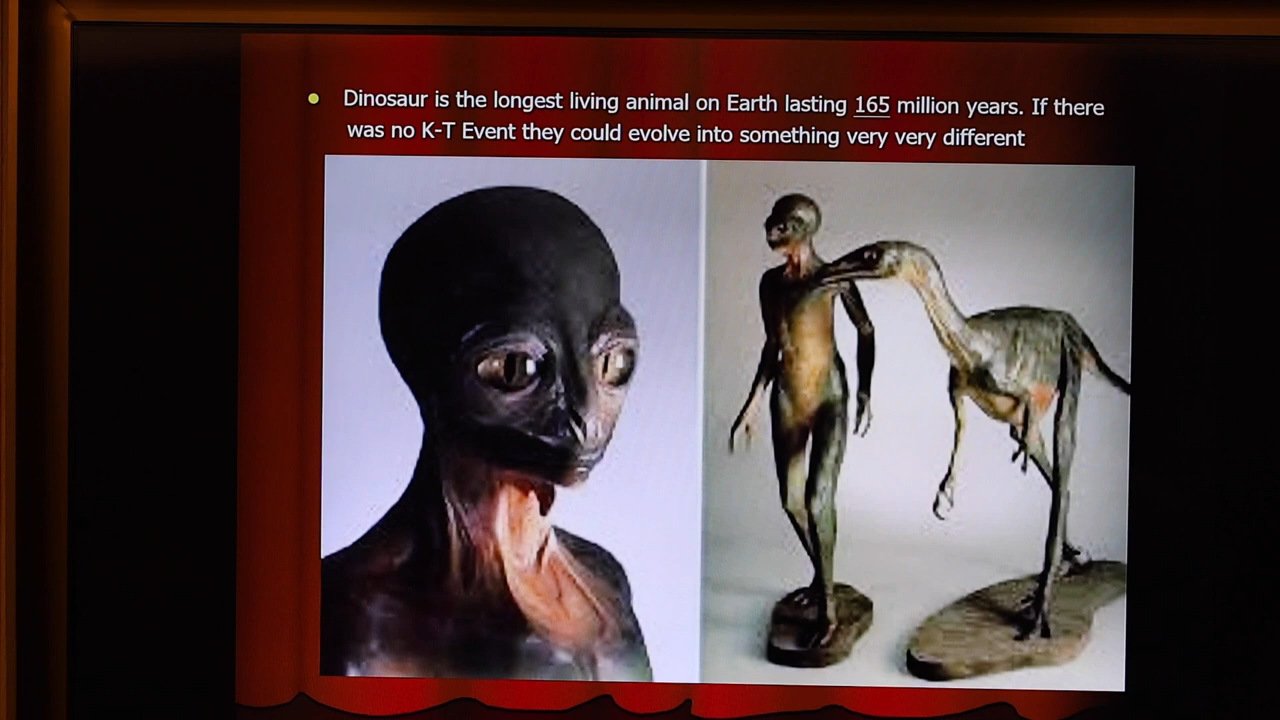 Dinosaur is the longest living animal on Earth lasting 165 million years. If there
was no K-T Event they could evolve into something very very different